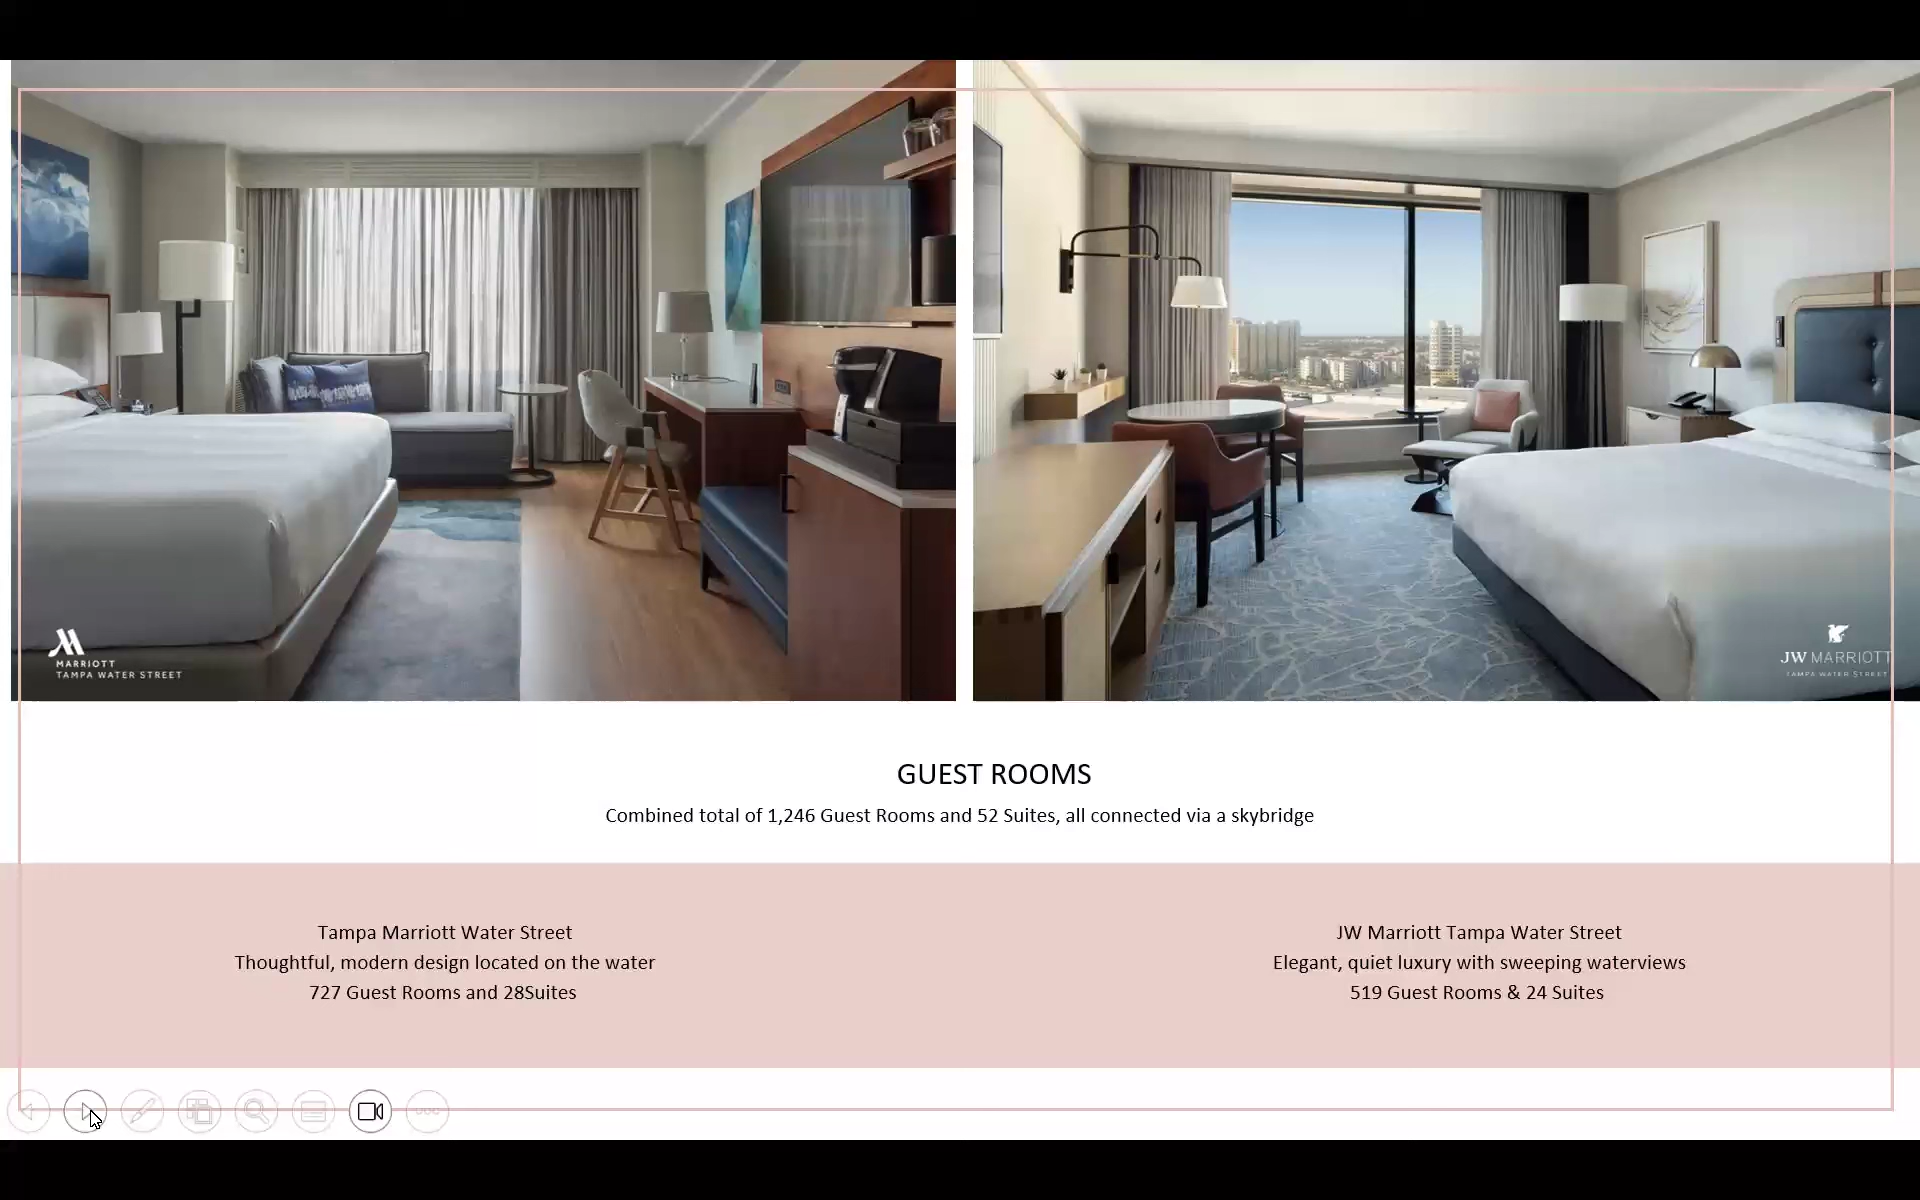 MARRIOTT
TAMPA WATER STREET
JW MARRIOTT
TAMPA WATER STREET
GUEST ROOMS
Combined total of 1,246 Guest Rooms and 52 Suites, all connected via a skybridge
Tampa Marriott Water Street
Thoughtful, modern design located on the water
727 Guest Rooms and 28Suites
JW Marriott Tampa Water Street
Elegant, quiet luxury with sweeping waterviews
519 Guest Rooms & 24 Suites